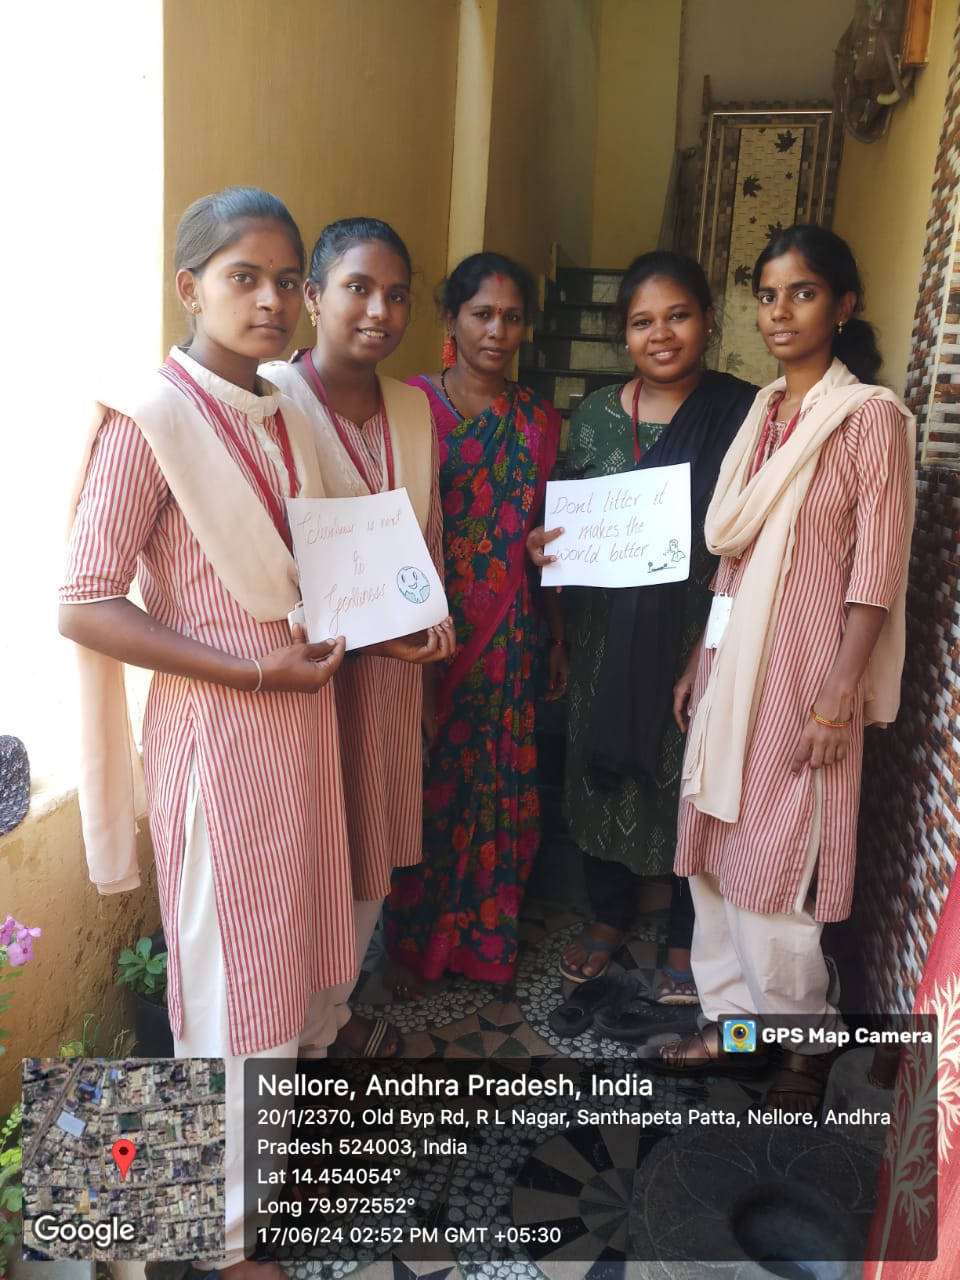 Cleanliness is next
to
Godliness
Dont litter it
makes the
world bitter
GPS Map Camera
Nellore, Andhra Pradesh, India
20/1/2370, Old Byp Rd, R L Nagar, Santhapeta Patta, Nellore, Andhra
Pradesh 524003, India
Lat 14.454054°
Long 79.972552°
17/06/24 02:52 PM GMT +05:30
Google